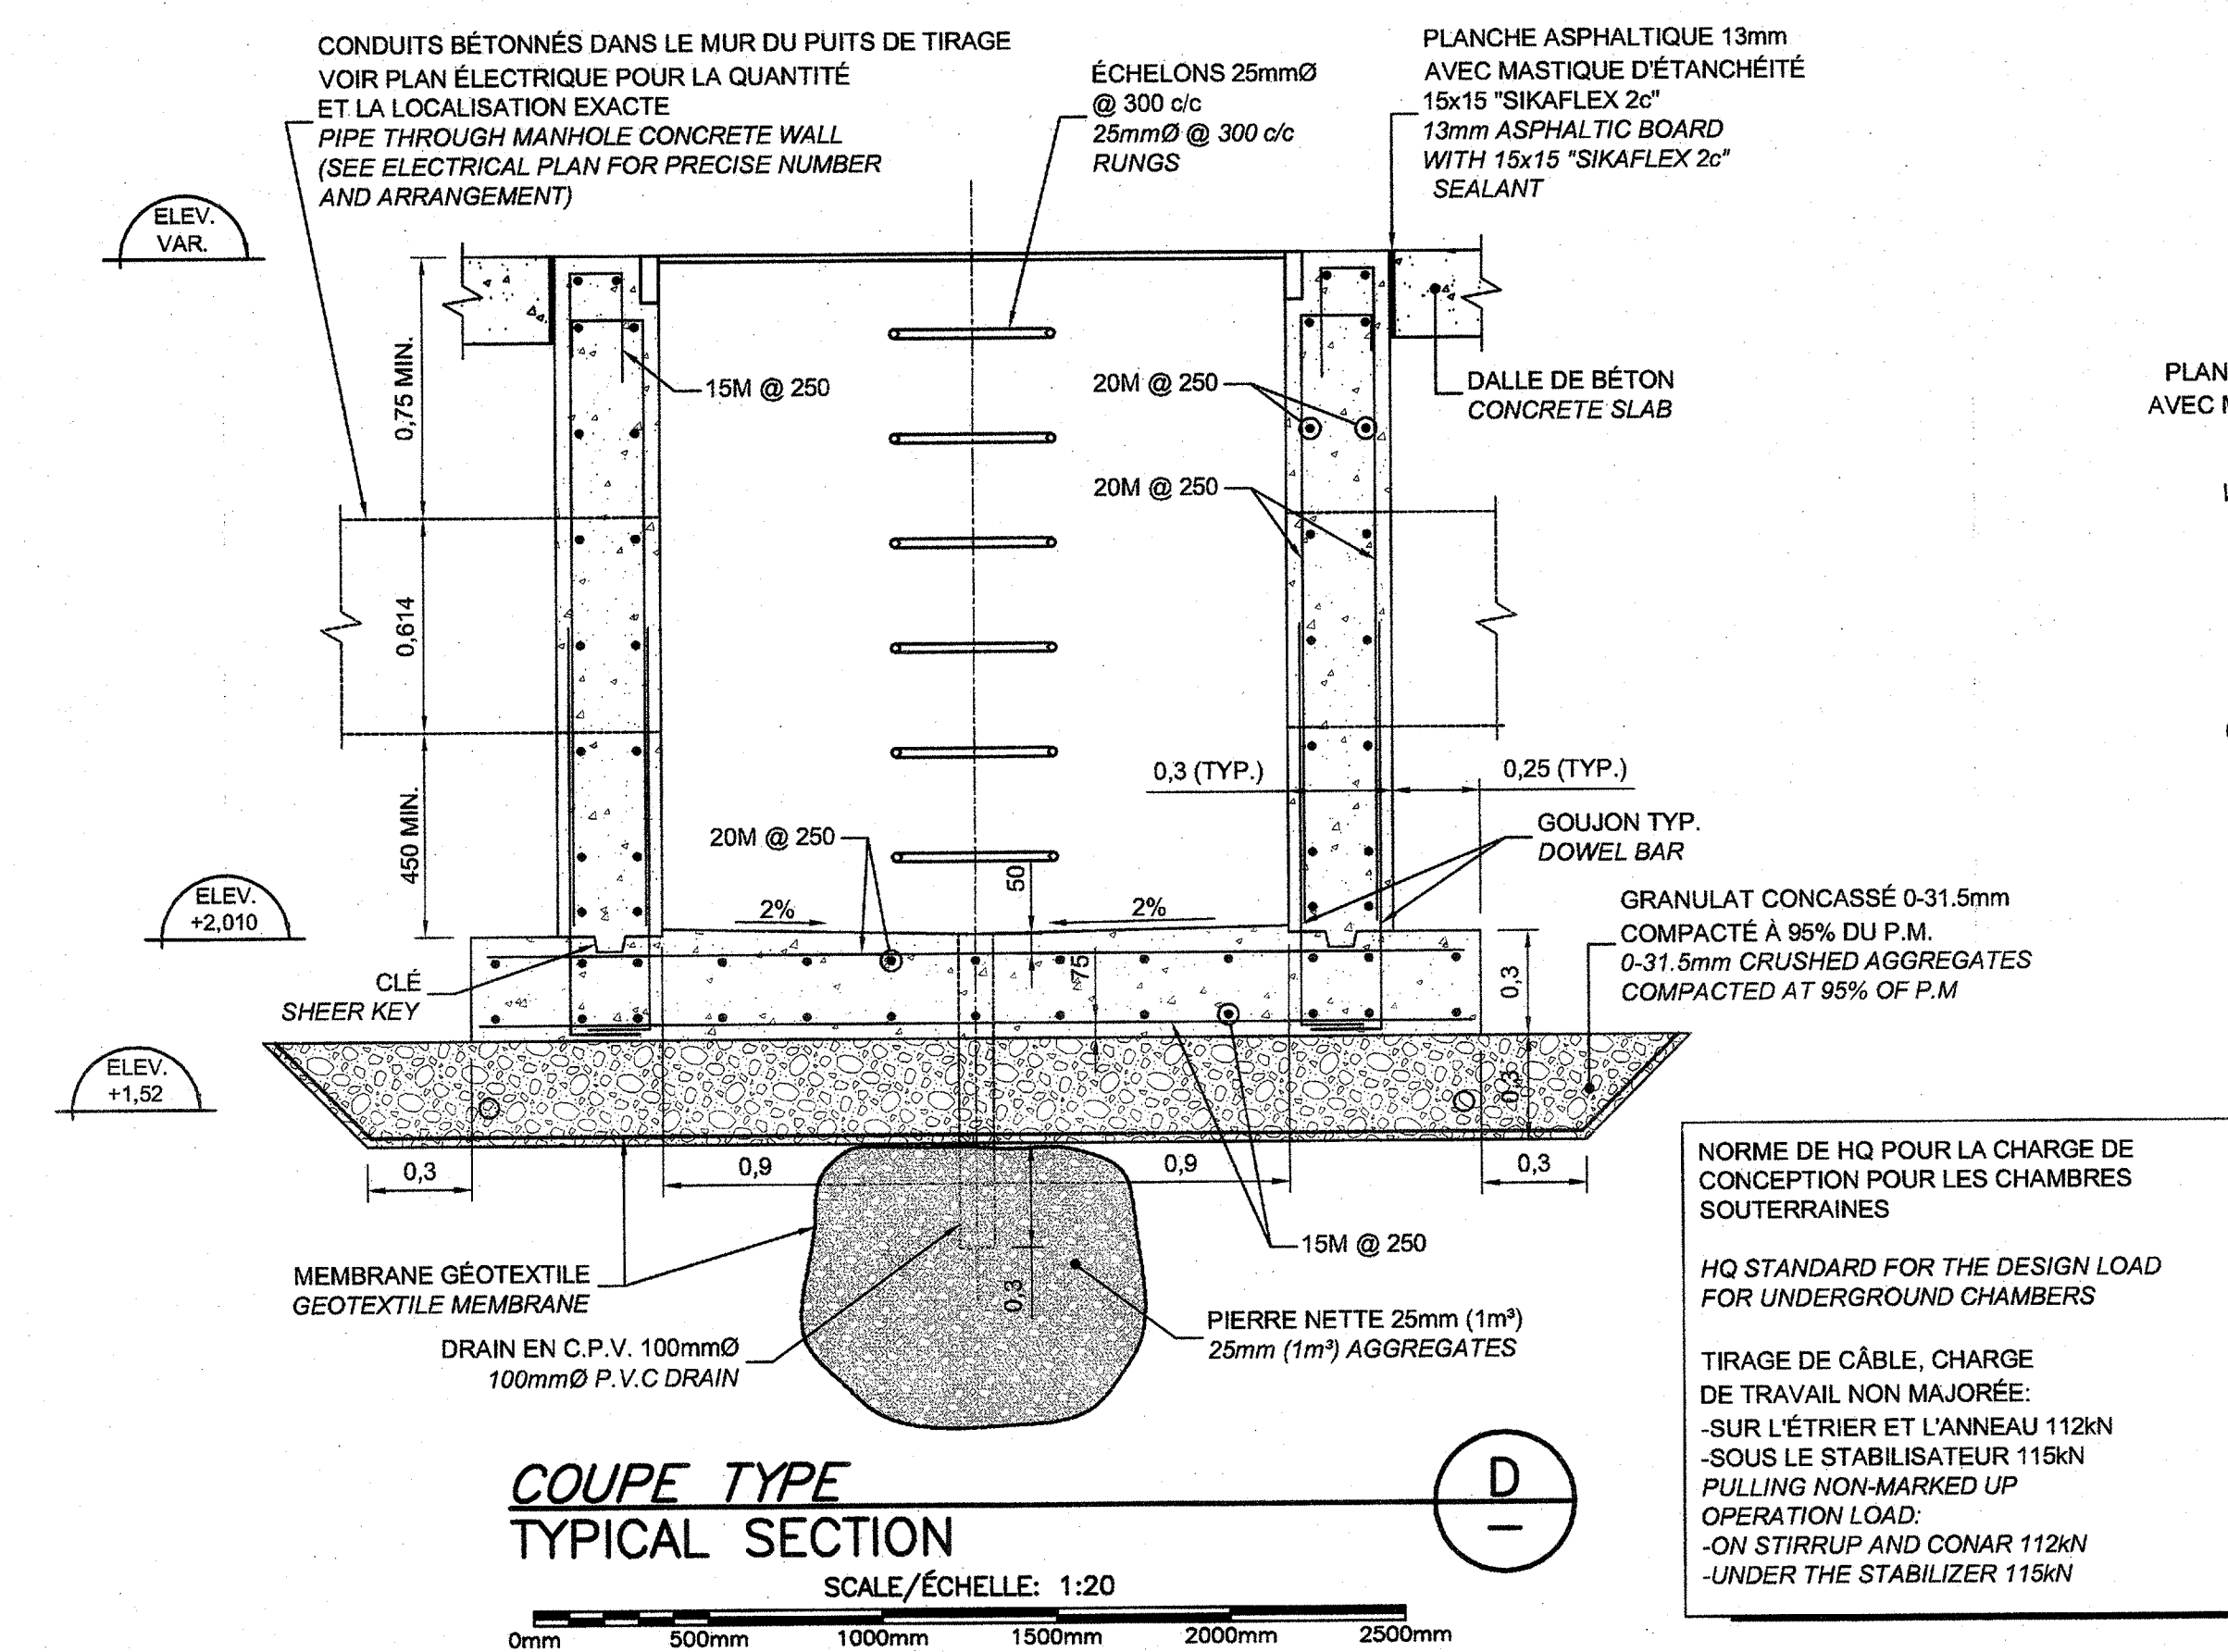 CONDUITS BÉTONNÉS DANS LE MUR DU PUITS DE TIRAGE
VOIR PLAN ÉLECTRIQUE POUR LA QUANTITÉ
ET LA LOCALISATION EXACTE
PIPE THROUGH MANHOLE CONCRETE WALL
(SEE ELECTRICAL PLAN FOR PRECISE NUMBER
AND ARRANGEMENT)
ÉCHELONS 25mmØ
@ 300 c/c
25mmØ @ 300 c/c
RUNGS
PLANCHE ASPHALTIQUE 13mm
AVEC MASTIQUE D'ÉTANCHÉITÉ
15x15 "SIKAFLEX 2c"
13mm ASPHALTIC BOARD
WITH 15x15 "SIKAFLEX 2c"
SEALANT
ELEV.
VAR.
0,75 MIN.
15M @ 250
20M @ 250
DALLE DE BÉTON
CONCRETE SLAB
PLAN
AVEC
20M @ 250
0,614
0,3 (TYP.)
0,25 (TYP.)
450 MIN.
20M @ 250
GOUJON TYP.
DOWEL BAR
50
ELEV.
+2,010
2%
2%
GRANULAT CONCASSÉ 0-31.5mm
COMPACTÉ À 95% DU P.M.
0-31.5mm CRUSHED AGGREGATES
COMPACTED AT 95% OF P.M
CLÉ
SHEER KEY
75
0,3
ELEV.
+1,52
0,3
0,3
0,9
0,9
0,3
15M @ 250
MEMBRANE GÉOTEXTILE
GEOTEXTILE MEMBRANE
0,3
DRAIN EN C.P.V. 100mmØ
100mmØ P.V.C DRAIN
PIERRE NETTE 25mm (1m³)
25mm (1m³) AGGREGATES
NORME DE HQ POUR LA CHARGE DE
CONCEPTION POUR LES CHAMBRES
SOUTERRAINES
HQ STANDARD FOR THE DESIGN LOAD
FOR UNDERGROUND CHAMBERS
TIRAGE DE CÂBLE, CHARGE
DE TRAVAIL NON MAJORÉE:
-SUR L'ÉTRIER ET L'ANNEAU 112kN
-SOUS LE STABILISATEUR 115kN
PULLING NON-MARKED UP
OPERATION LOAD:
-ON STIRRUP AND CONAR 112kN
-UNDER THE STABILIZER 115kN
COUPE TYPE
TYPICAL SECTION
D
–
SCALE/ÉCHELLE: 1:20
0mm 500mm 1000mm 1500mm 2000mm 2500mm